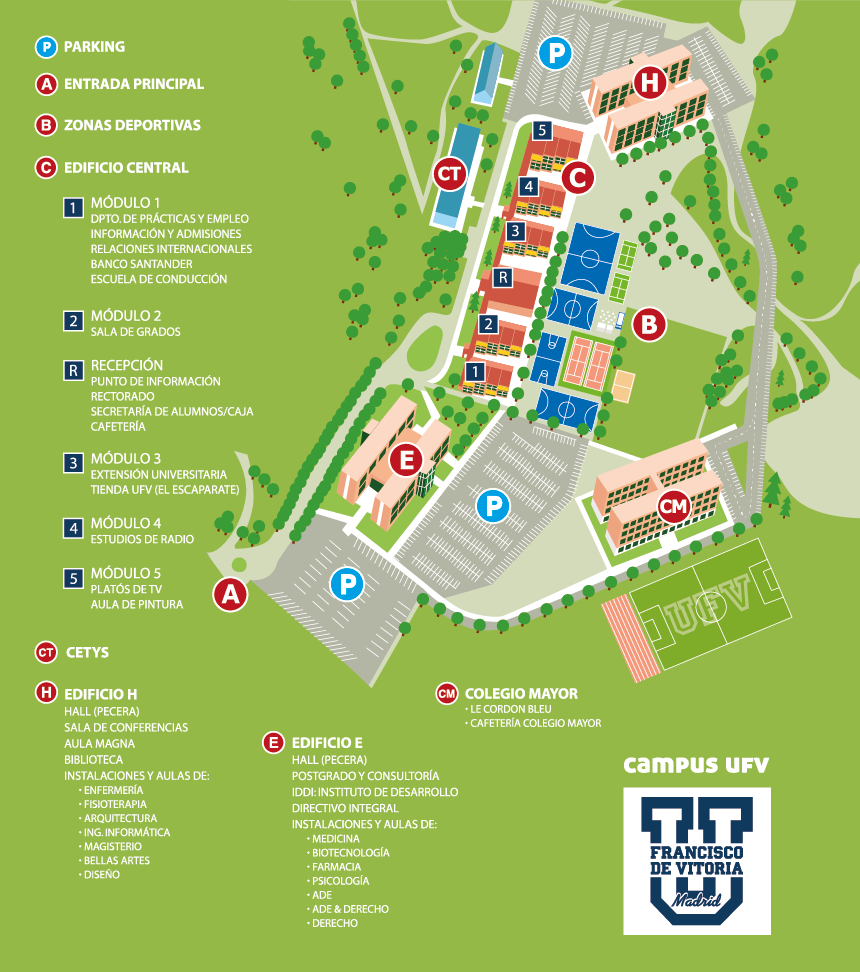 P PARKING
A ENTRADA PRINCIPAL
B ZONAS DEPORTIVAS
C EDIFICIO CENTRAL
1 MÓDULO 1
DPTO. DE PRÁCTICAS Y EMPLEO
INFORMACIÓN Y ADMISIONES
RELACIONES INTERNACIONALES
BANCO SANTANDER
ESCUELA DE CONDUCCIÓN
2 MÓDULO 2
SALA DE GRADOS
R RECEPCIÓN
PUNTO DE INFORMACIÓN
RECTORADO
SECRETARÍA DE ALUMNOS/CAJA
CAFETERÍA
3 MÓDULO 3
EXTENSIÓN UNIVERSITARIA
TIENDA UFV (EL ESCAPARATE)
4 MÓDULO 4
ESTUDIOS DE RADIO
5 MÓDULO 5
PLATÓS DE TV
AULA DE PINTURA
CT CETYS
H EDIFICIO H
HALL (PECERA)
SALA DE CONFERENCIAS
AULA MAGNA
BIBLIOTECA
INSTALACIONES Y AULAS DE:
• ENFERMERÍA
• FISIOTERAPIA
• ARQUITECTURA
• ING. INFORMÁTICA
• MAGISTERIO
• BELLAS ARTES
• DISEÑO
E EDIFICIO E
HALL (PECERA)
POSTGRADO Y CONSULTORÍA
IDDI: INSTITUTO DE DESARROLLO
DIRECTIVO INTEGRAL
INSTALACIONES Y AULAS DE:
• MEDICINA
• BIOTECNOLOGÍA
• FARMACIA
• PSICOLOGÍA
• ADE
• ADE & DERECHO
• DERECHO
CM COLEGIO MAYOR
• LE CORDON BLEU
• CAFETERÍA COLEGIO MAYOR
P
H
5
CT
C
4
3
R
B
2
1
E
P
CM
P
A
UFV
campus UFV
U
FRANCISCO
DE VITORIA
Madrid